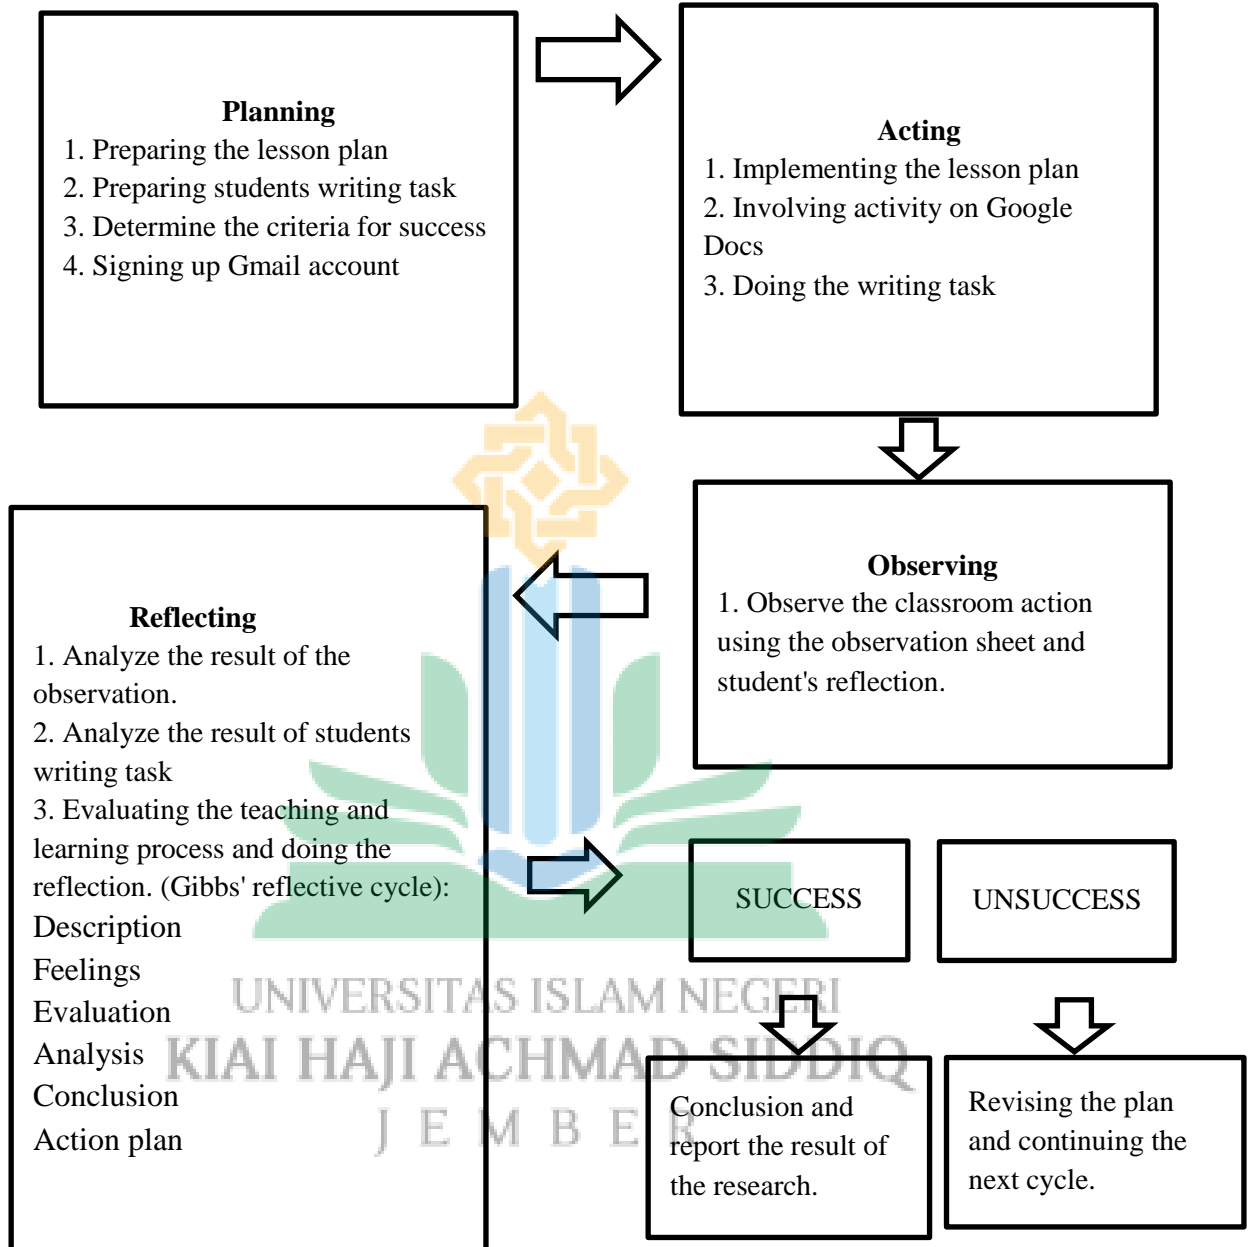 Planning
1. Preparing the lesson plan
2. Preparing students writing task
3. Determine the criteria for success
4. Signing up Gmail account
Acting
1. Implementing the lesson plan
2. Involving activity on Google
Docs
3. Doing the writing task
Observing
1. Observe the classroom action
using the observation sheet and
student's reflection.
Reflecting
1. Analyze the result of the
observation.
2. Analyze the result of students
writing task
3. Evaluating the teaching and
learning process and doing the
reflection. (Gibbs' reflective cycle):
Description
Feelings
Evaluation
Analysis
Conclusion
Action plan
SUCCESS
UNSUCCESS
Conclusion and
report the result of
the research.
Revising the plan
and continuing the
next cycle.
UNIVERSITAS ISLAM NEGERI
KIAI HAJI ACHMAD SIDDIQ
JEMBER